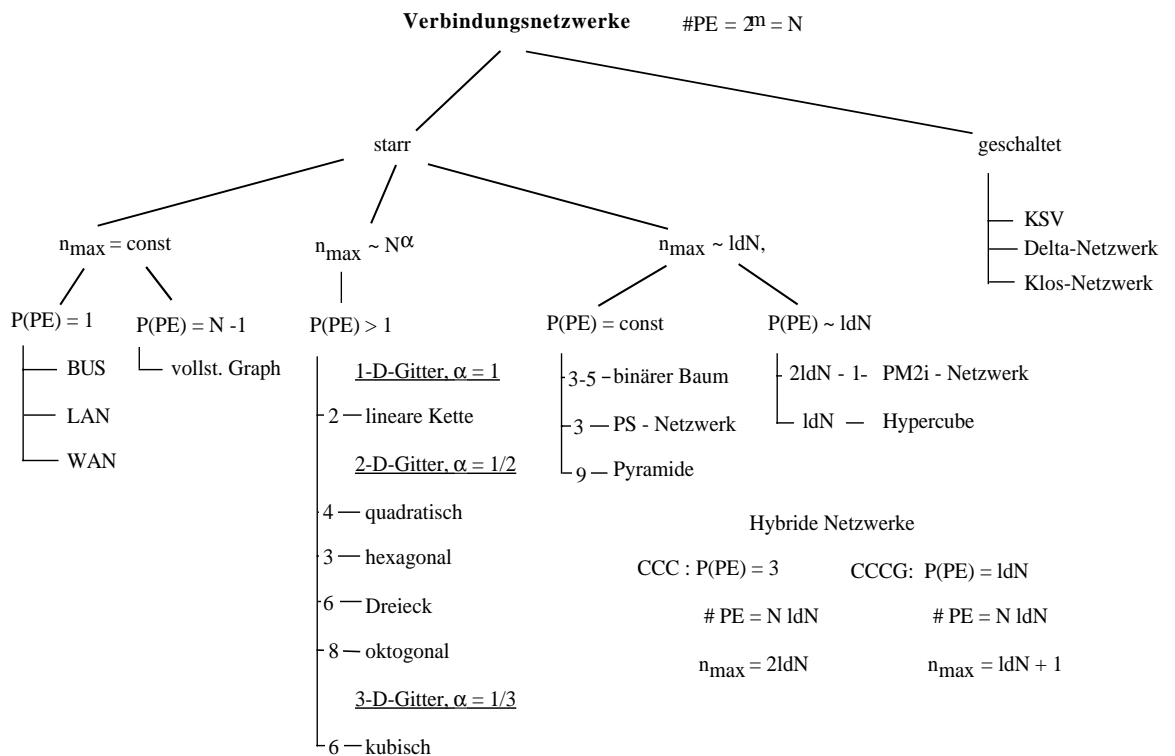 Verbindungsnetzwerke #PE = 2^m = N
starr
geschaltet
KSV
Delta-Netzwerk
Klos-Netzwerk
n_max = const
n_max ~ N^α
n_max ~ ldN,
P(PE) = 1
P(PE) = N -1
P(PE) > 1
P(PE) = const
P(PE) ~ ldN
BUS
LAN
WAN
vollst. Graph
1-D-Gitter, α = 1
2 lineare Kette
2-D-Gitter, α = 1/2
4 quadratisch
3 hexagonal
6 Dreieck
8 oktogonal
3-D-Gitter, α = 1/3
6 kubisch
3-5 binärer Baum
3 PS - Netzwerk
9 Pyramide
2ldN - 1 - PM2i - Netzwerk
ldN Hypercube
Hybride Netzwerke
CCC : P(PE) = 3
# PE = N ldN
n_max = 2ldN
CCCG: P(PE) = ldN
# PE = N ldN
n_max = ldN + 1